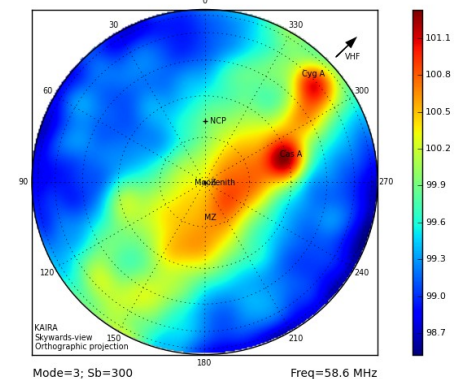 0
30
330
VHF
Cyg A
60
300
NCP
Cas A
90
Zenith
270
MZ
120
240
KAIRA
Skywards-view
Orthographic projection
150
210
180
Mode=3; Sb=300
Freq=58.6 MHz
101.1
100.8
100.5
100.2
99.9
99.6
99.3
99.0
98.7